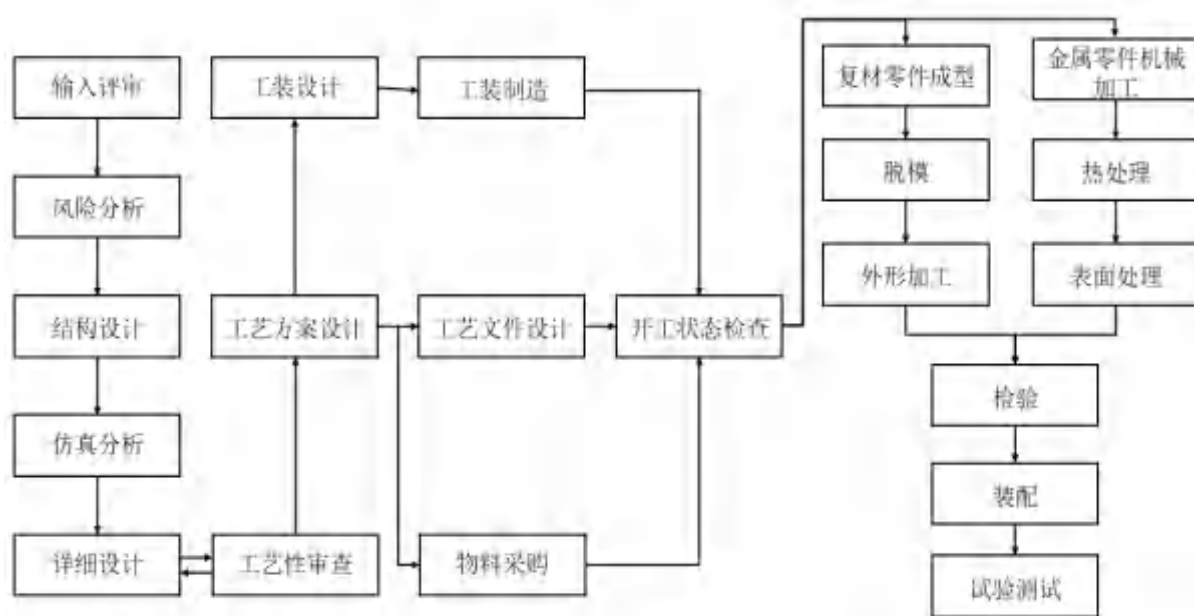 输入评审
风险分析
结构设计
仿真分析
详细设计
工装设计
工艺方案设计
工艺性审查
工装制造
工艺文件设计
物料采购
开工状态检查
复材零件成型
脱模
外形加工
金属零件机械
加工
热处理
表面处理
检验
装配
试验测试